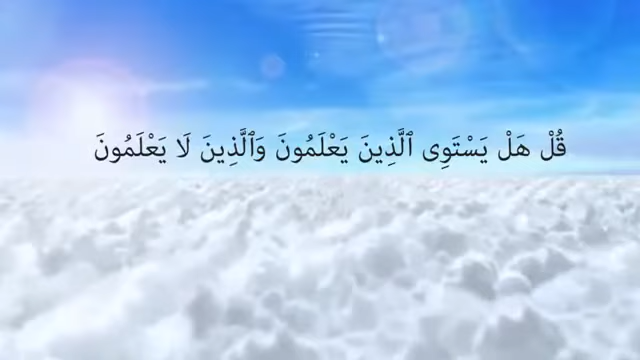 قُلْ هَلْ يَسْتَوِى ٱلَّذِينَ يَعْلَمُونَ وَٱلَّذِينَ لَا يَعْلَمُونَ